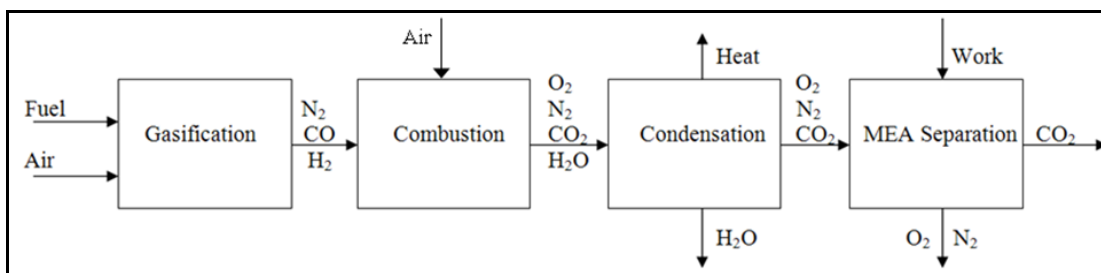 Fuel
Air
Gasification
N₂
CO
H₂
Air
Combustion
O₂
N₂
CO₂
H₂O
Heat
Condensation
H₂O
O₂
N₂
CO₂
Work
MEA Separation
O₂ N₂
CO₂